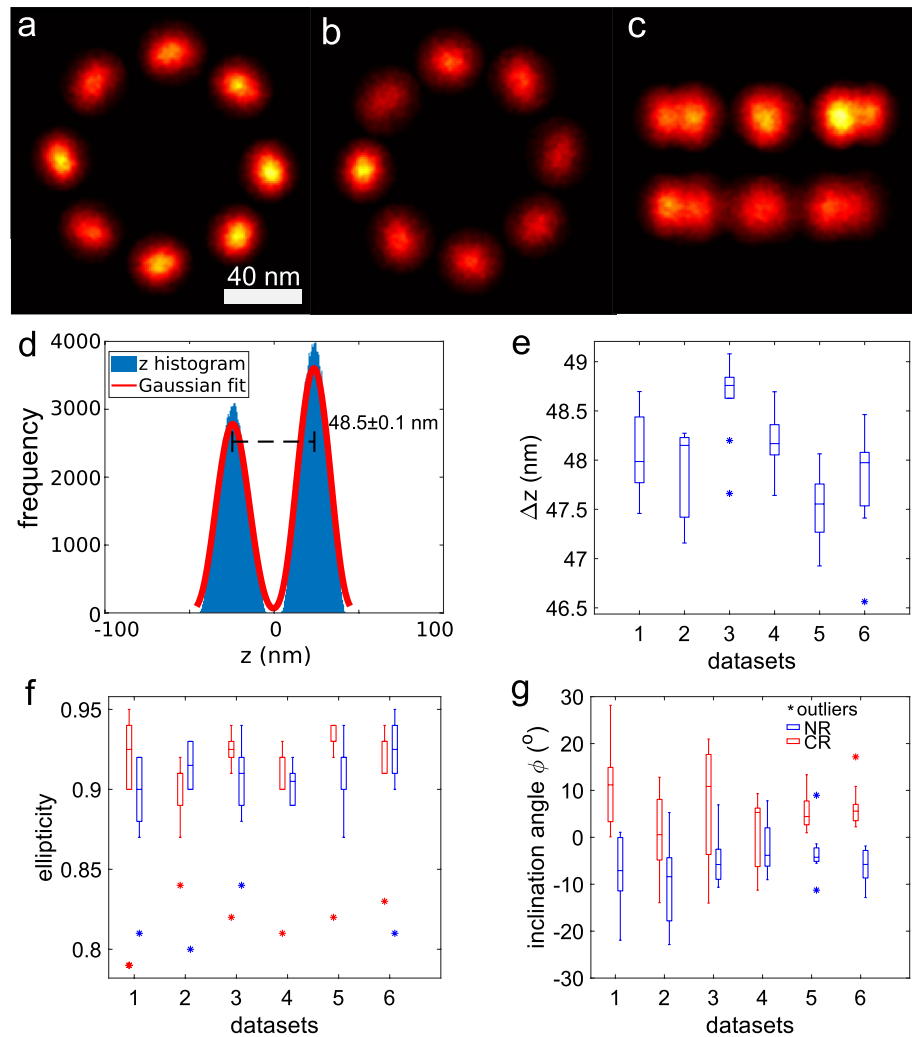 a
b
c
40 nm
d
4000
z histogram
Gaussian fit
3000
48.5±0.1 nm
2000
1000
0
frequency
-100
0
100
z (nm)
e
49
48.5
48
47.5
47
46.5
Δz (nm)
1 2 3 4 5 6
datasets
f
0.95
0.9
0.85
0.8
ellipticity
1 2 3 4 5 6
datasets
g
30
20
10
0
-10
-20
-30
inclination angle ϕ (°)
* outliers
NR
CR
1 2 3 4 5 6
datasets